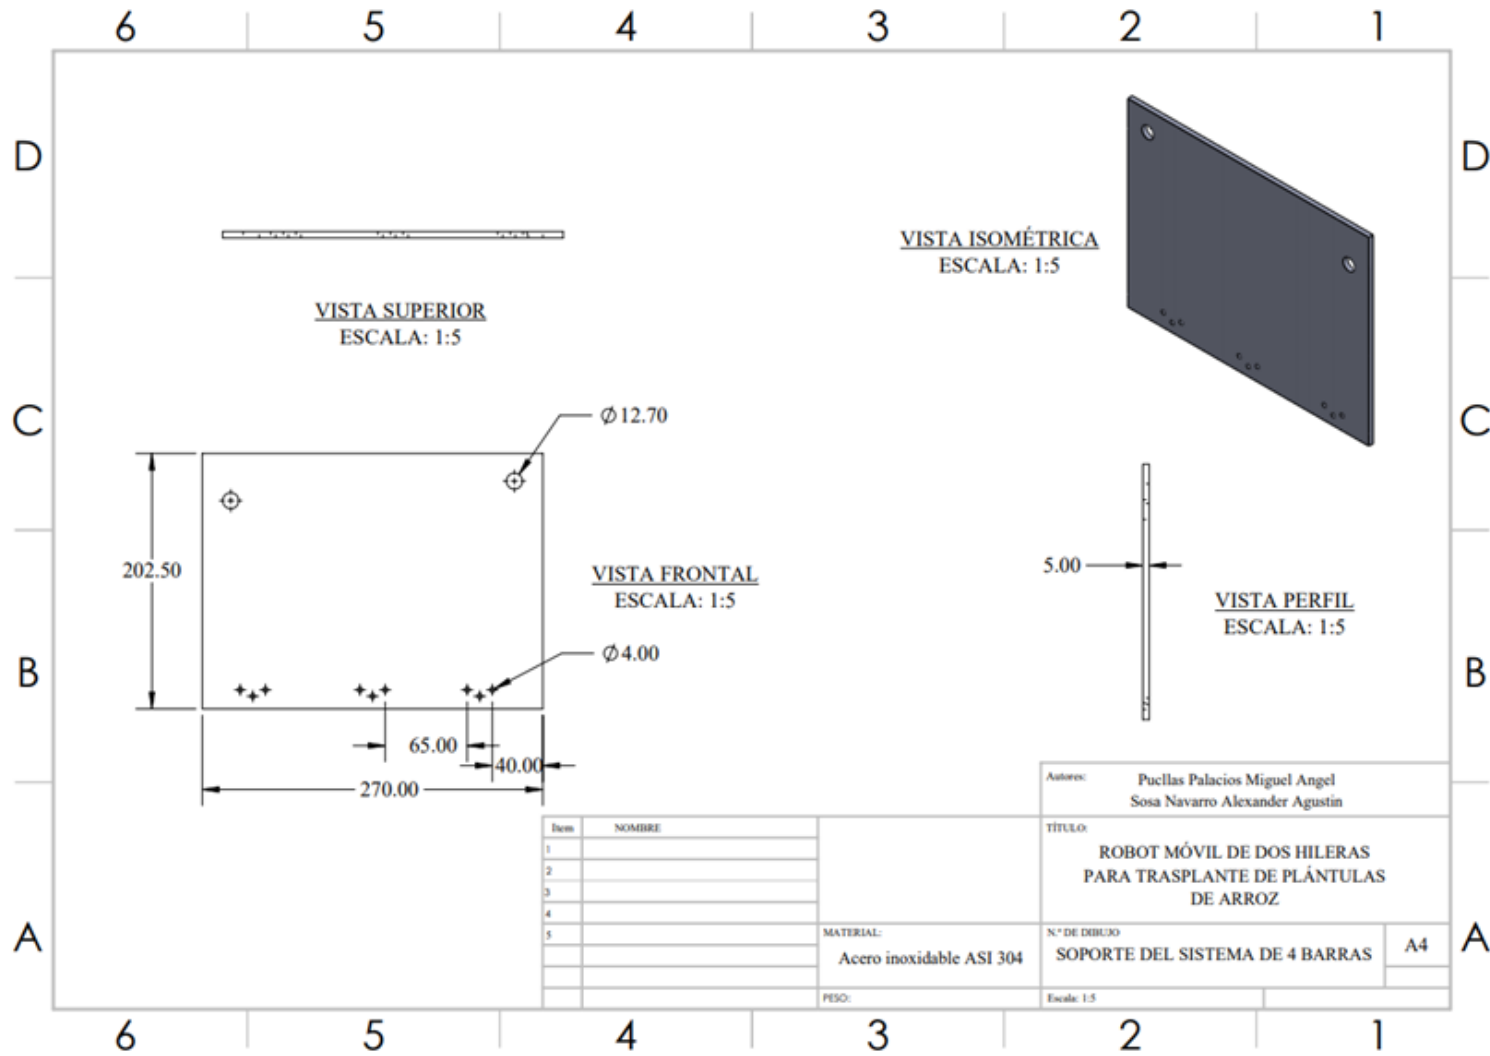 6 5 4 3 2 1
D D
VISTA ISOMÉTRICA
ESCALA: 1:5
VISTA SUPERIOR
ESCALA: 1:5
C C
Ø12.70
202.50
VISTA FRONTAL
ESCALA: 1:5
5.00
VISTA PERFIL
ESCALA: 1:5
Ø4.00
B B
65.00
40.00
270.00
Autores: Pucllas Palacios Miguel Angel
Sosa Navarro Alexander Agustin
Item NOMBRE
1
2
3
4
5
TÍTULO:
ROBOT MÓVIL DE DOS HILERAS
PARA TRASPLANTE DE PLÁNTULAS
DE ARROZ
A A
MATERIAL:
Acero inoxidable ASI 304
N.º DE DIBUJO
SOPORTE DEL SISTEMA DE 4 BARRAS
A4
PESO:
Escala: 1:5
6 5 4 3 2 1